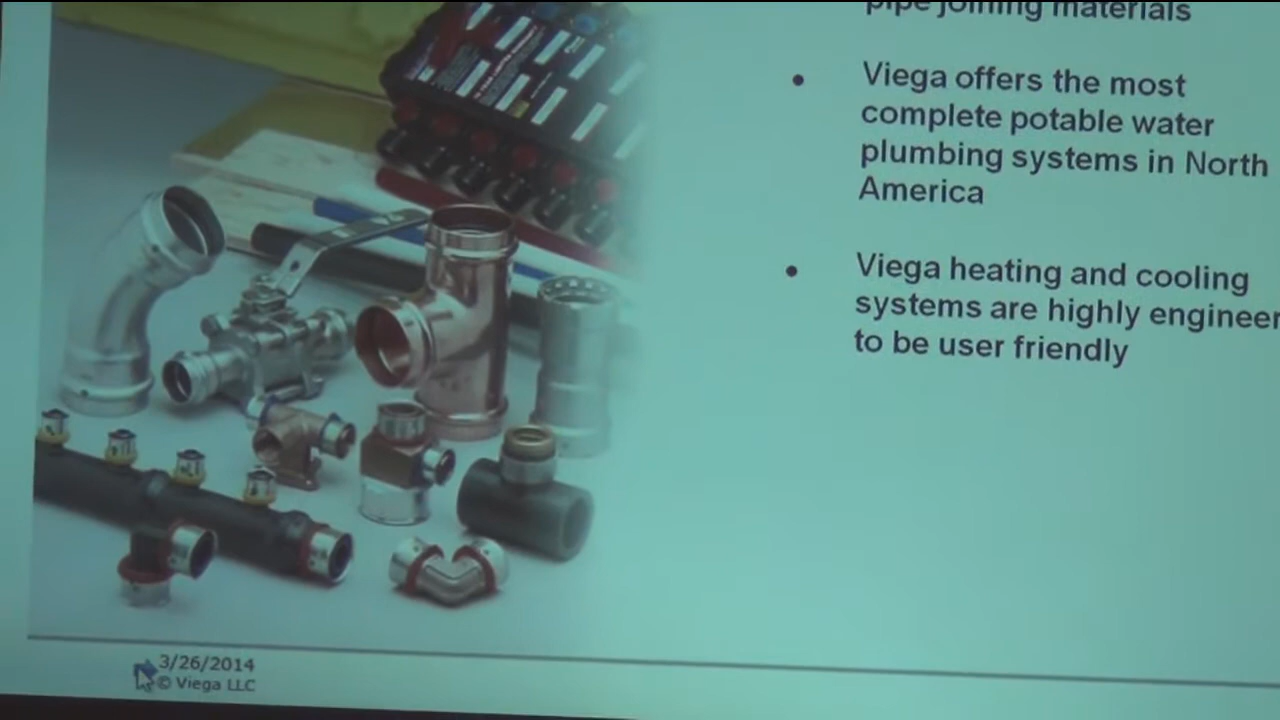 pipe joining materials
• Viega offers the most
complete potable water
plumbing systems in North
America
• Viega heating and cooling
systems are highly engineer
to be user friendly
3/26/2014
© Viega LLC